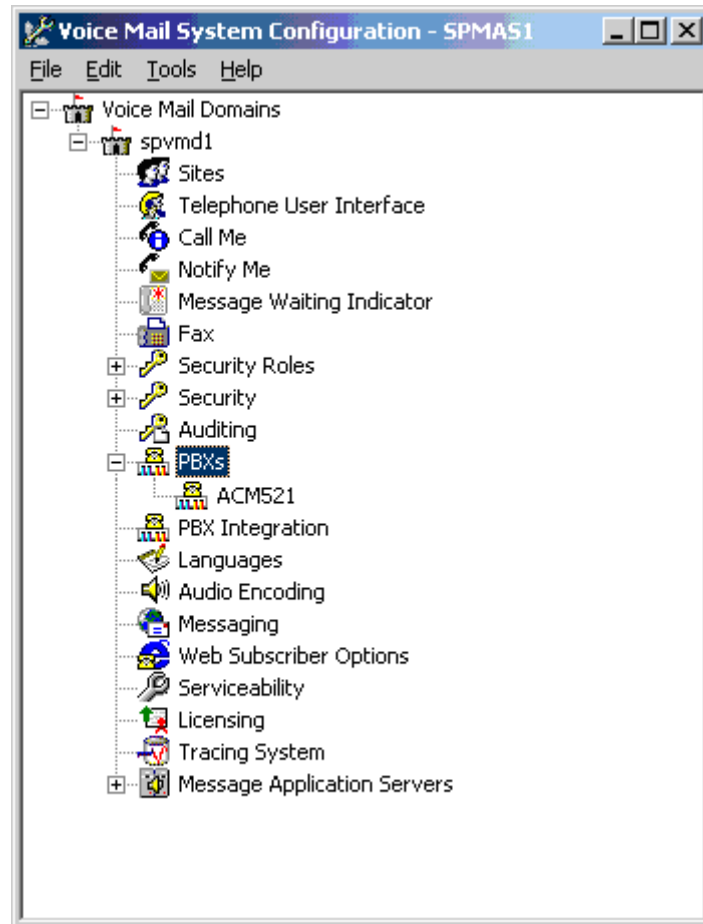 Voice Mail System Configuration - SPMAS1
File Edit Tools Help
Voice Mail Domains
spvmd1
Sites
Telephone User Interface
Call Me
Notify Me
Message Waiting Indicator
Fax
Security Roles
Security
Auditing
PBXs
ACM521
PBX Integration
Languages
Audio Encoding
Messaging
Web Subscriber Options
Serviceability
Licensing
Tracing System
Message Application Servers